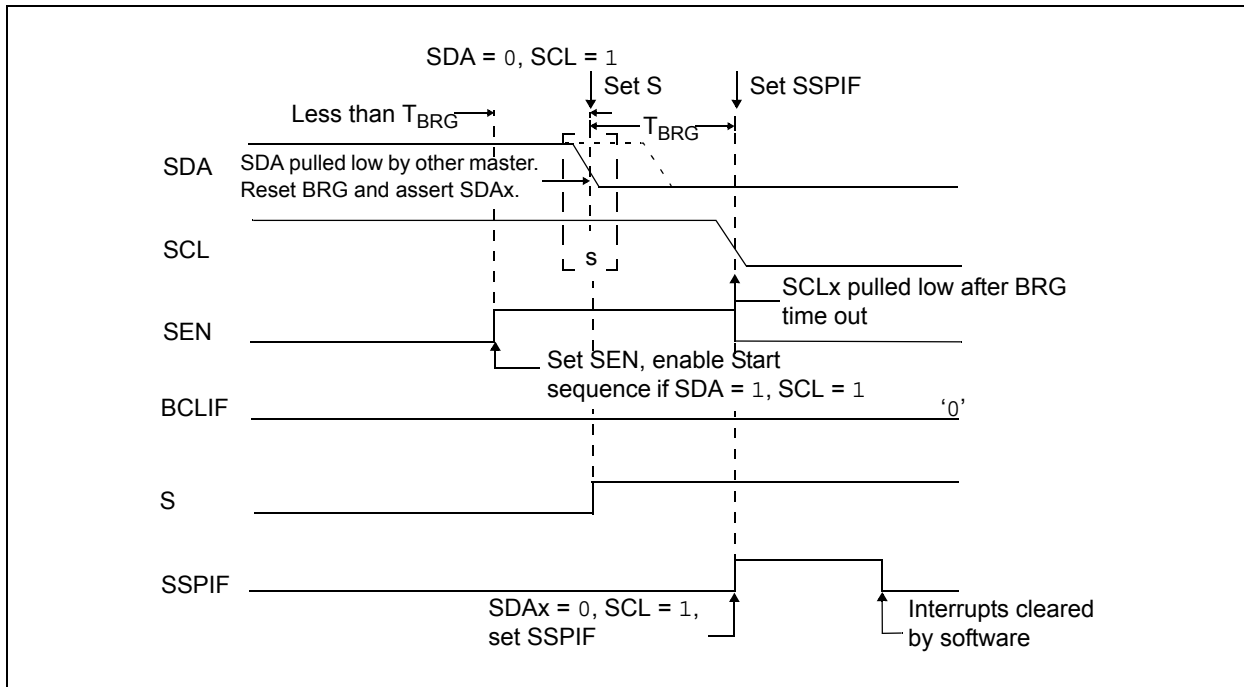 SDA = 0, SCL = 1
Set S
Set SSPIF
Less than TBRG
TBRG
SDA
SDA pulled low by other master.
Reset BRG and assert SDAx.
SCL
s
SCLx pulled low after BRG
time out
SEN
Set SEN, enable Start
sequence if SDA = 1, SCL = 1
BCLIF
‘0’
S
SSPIF
SDAx = 0, SCL = 1,
set SSPIF
Interrupts cleared
by software